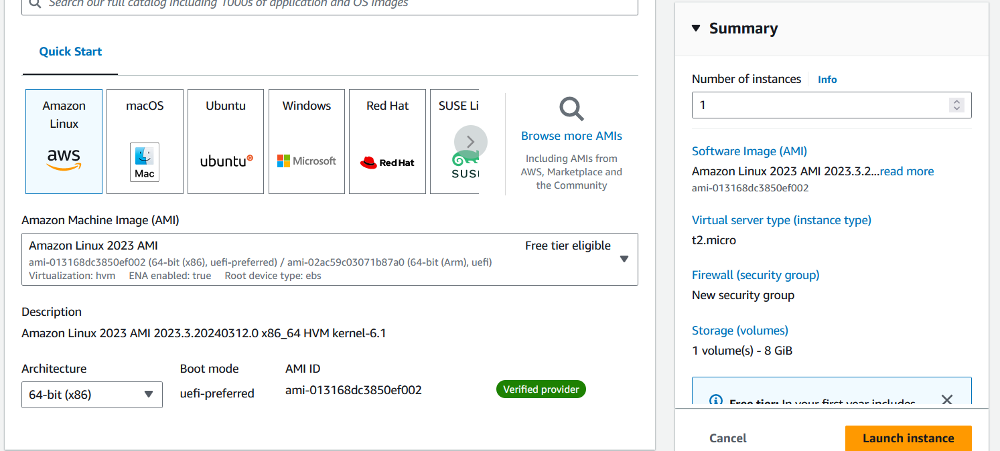 Search our full catalog including 1000s of application and OS images
Quick Start
Amazon
Linux
aws
macOS
Mac
Ubuntu
ubuntu
Windows
Microsoft
Red Hat
Red Hat
SUSE Li
SUS
Browse more AMIs
Including AMIs from
AWS, Marketplace and
the Community
Amazon Machine Image (AMI)
Amazon Linux 2023 AMI
Free tier eligible
ami-013168dc3850ef002 (64-bit (x86), uefi-preferred) / ami-02ac59c03071b87a0 (64-bit (Arm), uefi)
Virtualization: hvm ENA enabled: true Root device type: ebs
Description
Amazon Linux 2023 AMI 2023.3.20240312.0 x86_64 HVM kernel-6.1
Architecture
64-bit (x86)
Boot mode
uefi-preferred
AMI ID
ami-013168dc3850ef002
Verified provider
Summary
Number of instances Info
1
Software Image (AMI)
Amazon Linux 2023 AMI 2023.3.2...read more
ami-013168dc3850ef002
Virtual server type (instance type)
t2.micro
Firewall (security group)
New security group
Storage (volumes)
1 volume(s) - 8 GiB
Free tier: In your first year includes
Cancel
Launch instance